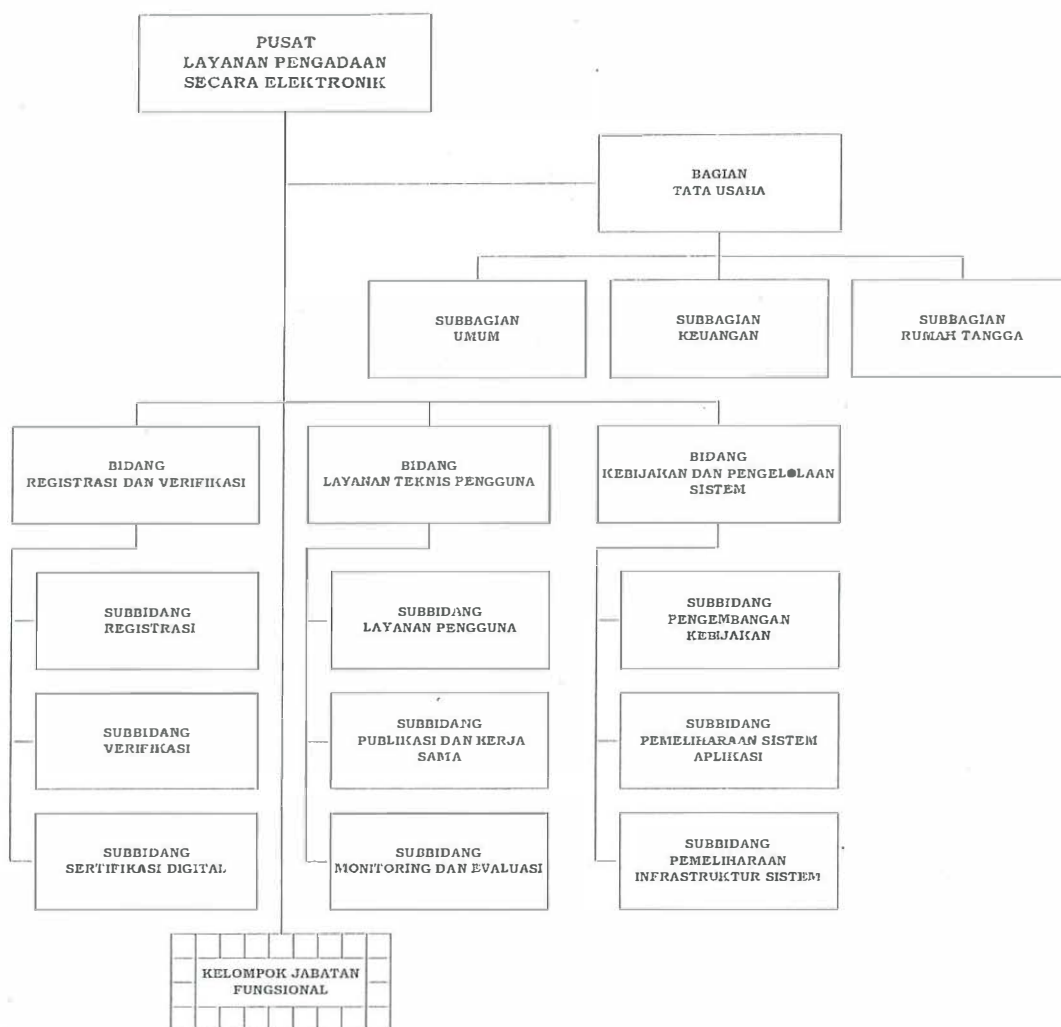 PUSAT
LAYANAN PENGADAAN
SECARA ELEKTRONIK
BAGIAN
TATA USAHA
SUBBAGIAN
UMUM
SUBBAGIAN
KEUANGAN
SUBBAGIAN
RUMAH TANGGA
BIDANG
REGISTRASI DAN VERIFIKASI
BIDANG
LAYANAN TEKNIS PENGGUNA
BIDANG
KEBIJAKAN DAN PENGELOLAAN
SISTEM
SUBBIDANG
REGISTRASI
SUBBIDANG
LAYANAN PENGGUNA
SUBBIDANG
PENGEMBANGAN
KEBIJAKAN
SUBBIDANG
VERIFIKASI
SUBBIDANG
PUBLIKASI DAN KERJA
SAMA
SUBBIDANG
PEMELIHARAAN SISTEM
APLIKASI
SUBBIDANG
SERTIFIKASI DIGITAL
SUBBIDANG
MONITORING DAN EVALUASI
SUBBIDANG
PEMELIHARAAN
INFRASTRUKTUR SISTEM
KELOMPOK JABATAN
FUNGSIONAL